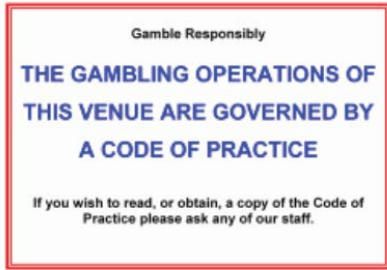 Gamble Responsibly
THE GAMBLING OPERATIONS OF
THIS VENUE ARE GOVERNED BY
A CODE OF PRACTICE
If you wish to read, or obtain, a copy of the Code of
Practice please ask any of our staff.